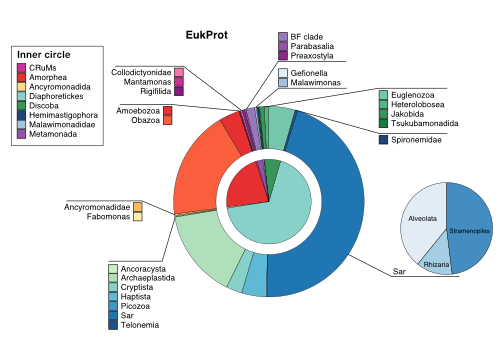 EukProt
Inner circle
CRuMs
Amorphea
Ancyromonadida
Diaphoretickes
Discoba
Hemimastigophora
Malawimonadidae
Metamonada
Collodictyonidae
Mantamonas
Rigifilida
Amoebozoa
Obazoa
BF clade
Parabasalia
Preaxostyla
Gefionella
Malawimonas
Euglenozoa
Heterolobosea
Jakobida
Tsukubamonadida
Spironemidae
Ancyromonadidae
Fabomonas
Ancoracysta
Archaeplastida
Cryptista
Haptista
Picozoa
Sar
Telonemia
Sar
Alveolata
Stramenopiles
Rhizaria